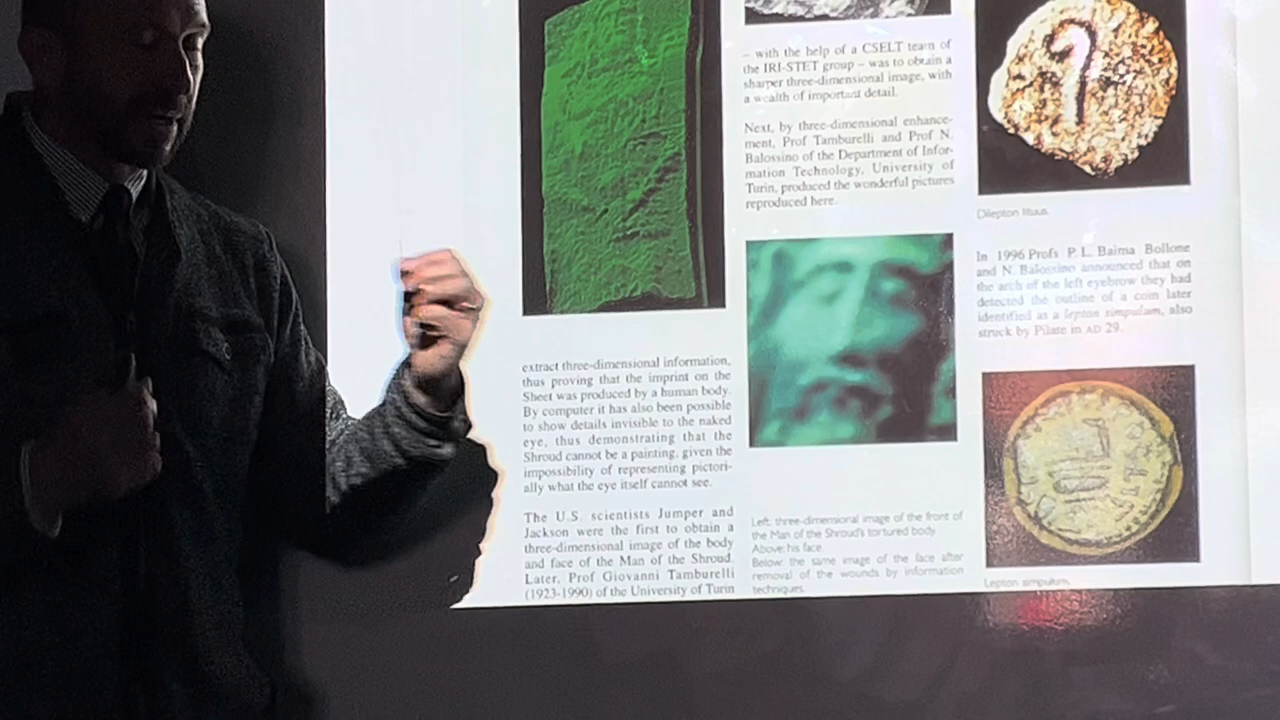 extract three-dimensional information,
thus proving that the imprint on the
Sheet was produced by a human body.
By computer it has also been possible
to show details invisible to the naked
eye, thus demonstrating that the
Shroud cannot be a painting, given the
impossibility of representing pictori-
ally what the eye itself cannot see.
The U.S. scientists Jumper and
Jackson were the first to obtain a
three-dimensional image of the body
and face of the Man of the Shroud.
Later, Prof Giovanni Tamburelli
(1923-1990) of the University of Turin
– with the help of a CSELT team of
the IRI-STET group – was to obtain a
sharper three-dimensional image, with
a wealth of important detail.
Next, by three-dimensional enhance-
ment, Prof Tamburelli and Prof N.
Balossino of the Department of Infor-
mation Technology, University of
Turin, produced the wonderful pictures
reproduced here.
Left: three-dimensional image of the front of
the Man of the Shroud's tortured body.
Above: his face.
Below: the same image of the face after
removal of the wounds by information
techniques.
Dilepton lituus.
In 1996 Profs P. L. Baima Bollone
and N. Balossino announced that on
the arch of the left eyebrow they had
detected the outline of a coin later
identified as a lepton simpulum, also
struck by Pilate in AD 29.
Lepton simpulum.